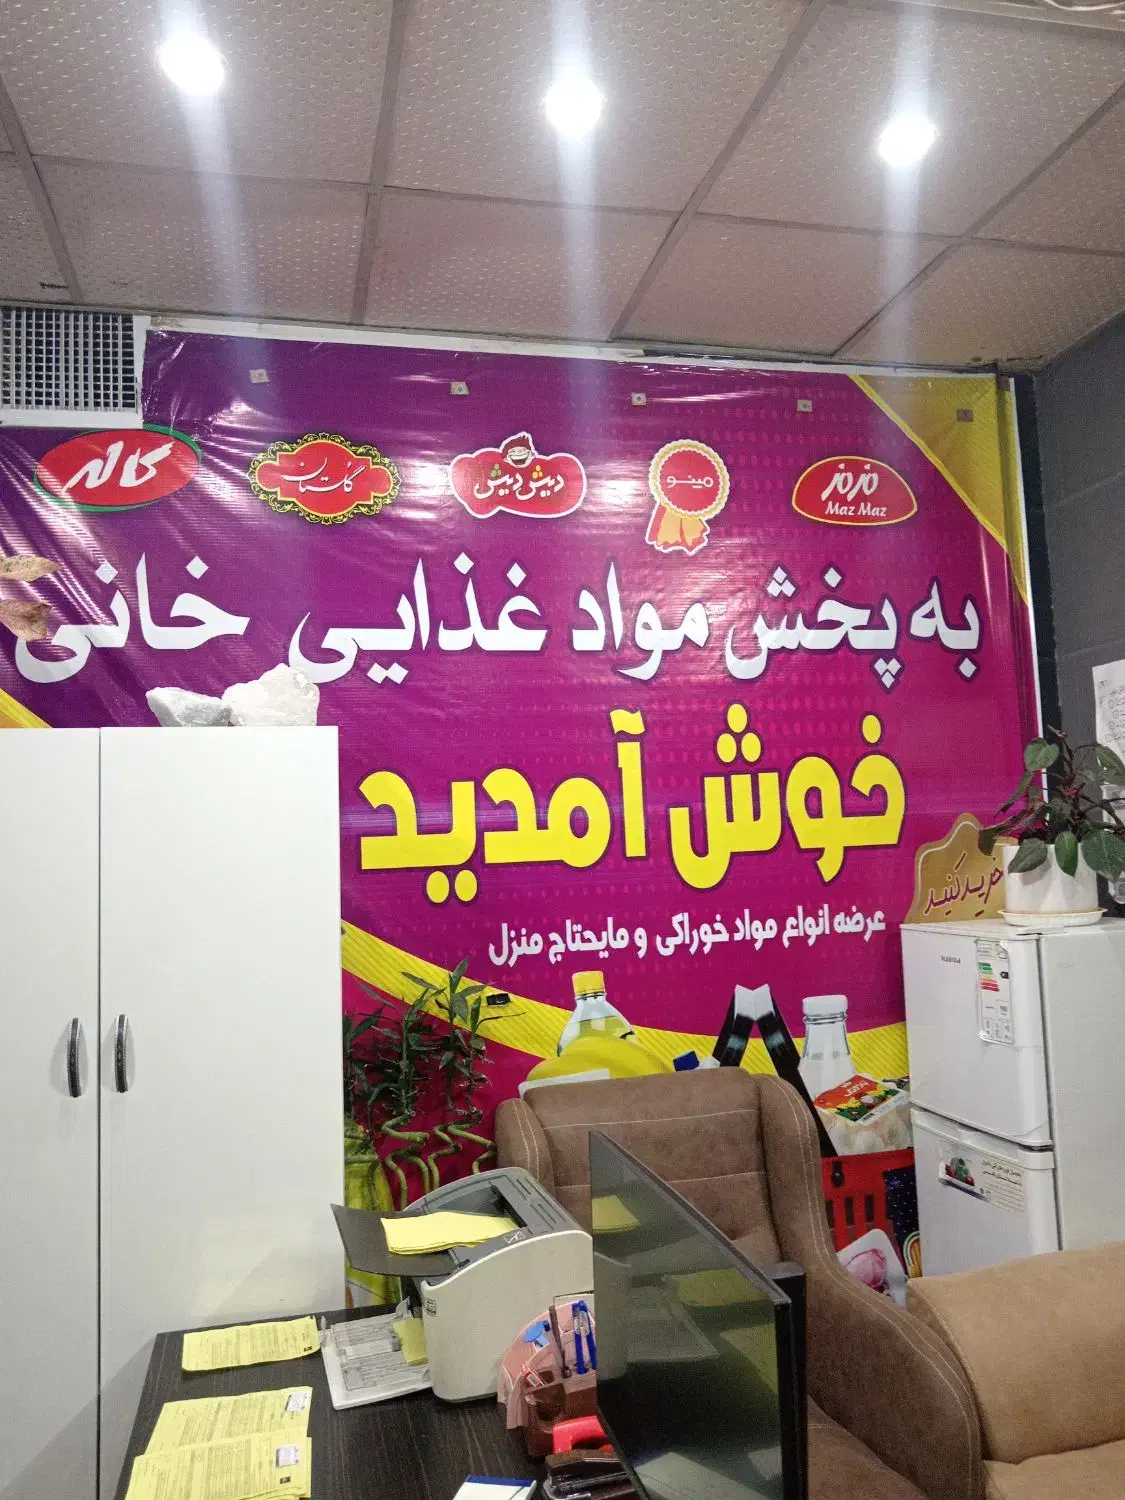 کاله
گلستان
دیش دیش
مینو
مزمز
Maz Maz
به پخش مواد غذایی خانی
خوش آمدید
عرضه انواع مواد خوراکی و مایحتاج منزل
خرید کنید